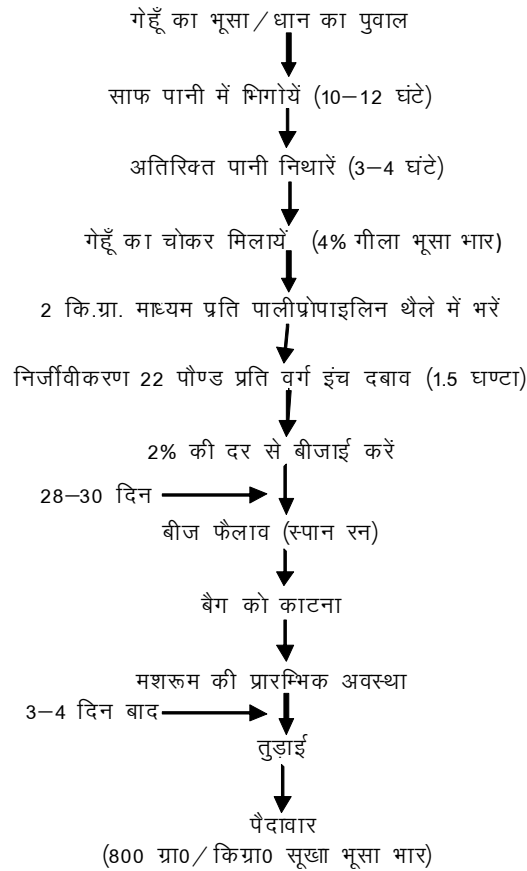 गेहूँ का भूसा/धान का पुवाल
साफ पानी में भिगोयें (10–12 घंटे)
अतिरिक्त पानी निथारें (3–4 घंटे)
गेहूँ का चोकर मिलायें (4% गीला भूसा भार)
2 कि.ग्रा. माध्यम प्रति पालीप्रोपाइलिन थैले में भरें
निर्जीवीकरण 22 पौण्ड प्रति वर्ग इंच दबाव (1.5 घण्टा)
2% की दर से बीजाई करें
28–30 दिन
बीज फैलाव (स्पान रन)
बैग को काटना
मशरूम की प्रारम्भिक अवस्था
3–4 दिन बाद
तुड़ाई
पैदावार
(800 ग्रा0/किग्रा0 सूखा भूसा भार)